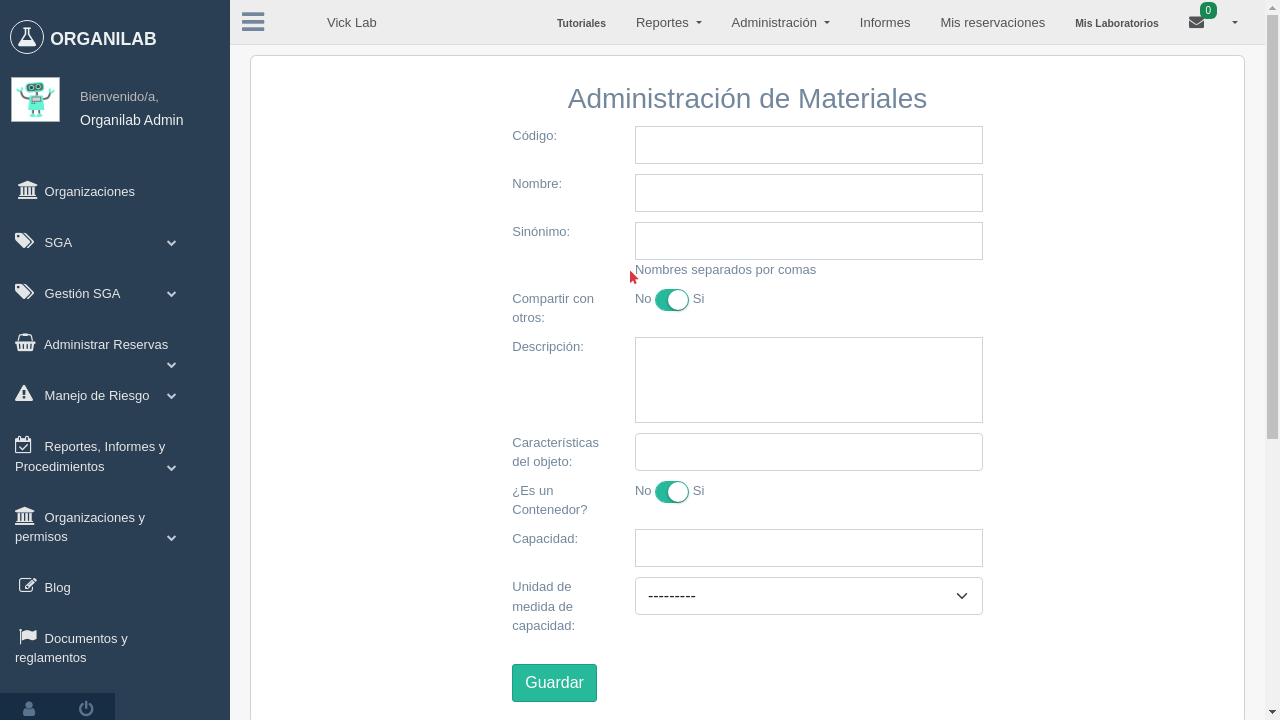 ORGANILAB
Bienvenido/a,
Organilab Admin
Organizaciones
SGA
Gestión SGA
Administrar Reservas
Manejo de Riesgo
Reportes, Informes y
Procedimientos
Organizaciones y
permisos
Blog
Documentos y
reglamentos
Vick Lab
Tutoriales
Reportes
Administración
Informes
Mis reservaciones
Mis Laboratorios
0
Administración de Materiales
Código:
Nombre:
Sinónimo:
Nombres separados por comas
Compartir con
otros:
No
Si
Descripción:
Características
del objeto:
¿Es un
Contenedor?
No
Si
Capacidad:
Unidad de
medida de
capacidad:
---------
Guardar